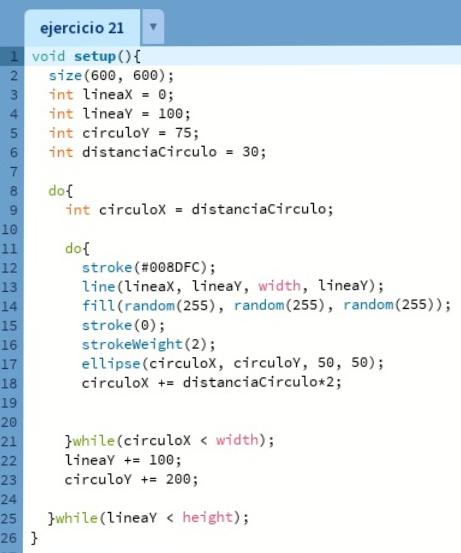 ejercicio 21 ▼
1 void setup(){
2 size(600, 600);
3 int lineaX = 0;
4 int lineaY = 100;
5 int circuloY = 75;
6 int distanciaCirculo = 30;
7
8 do{
9 int circuloX = distanciaCirculo;
10
11 do{
12 stroke(#008DFC);
13 line(lineaX, lineaY, width, lineaY);
14 fill(random(255), random(255), random(255));
15 stroke(0);
16 strokeWeight(2);
17 ellipse(circuloX, circuloY, 50, 50);
18 circuloX += distanciaCirculo*2;
19
20
21 }while(circuloX < width);
22 lineaY += 100;
23 circuloY += 200;
24
25 }while(lineaY < height);
26 }